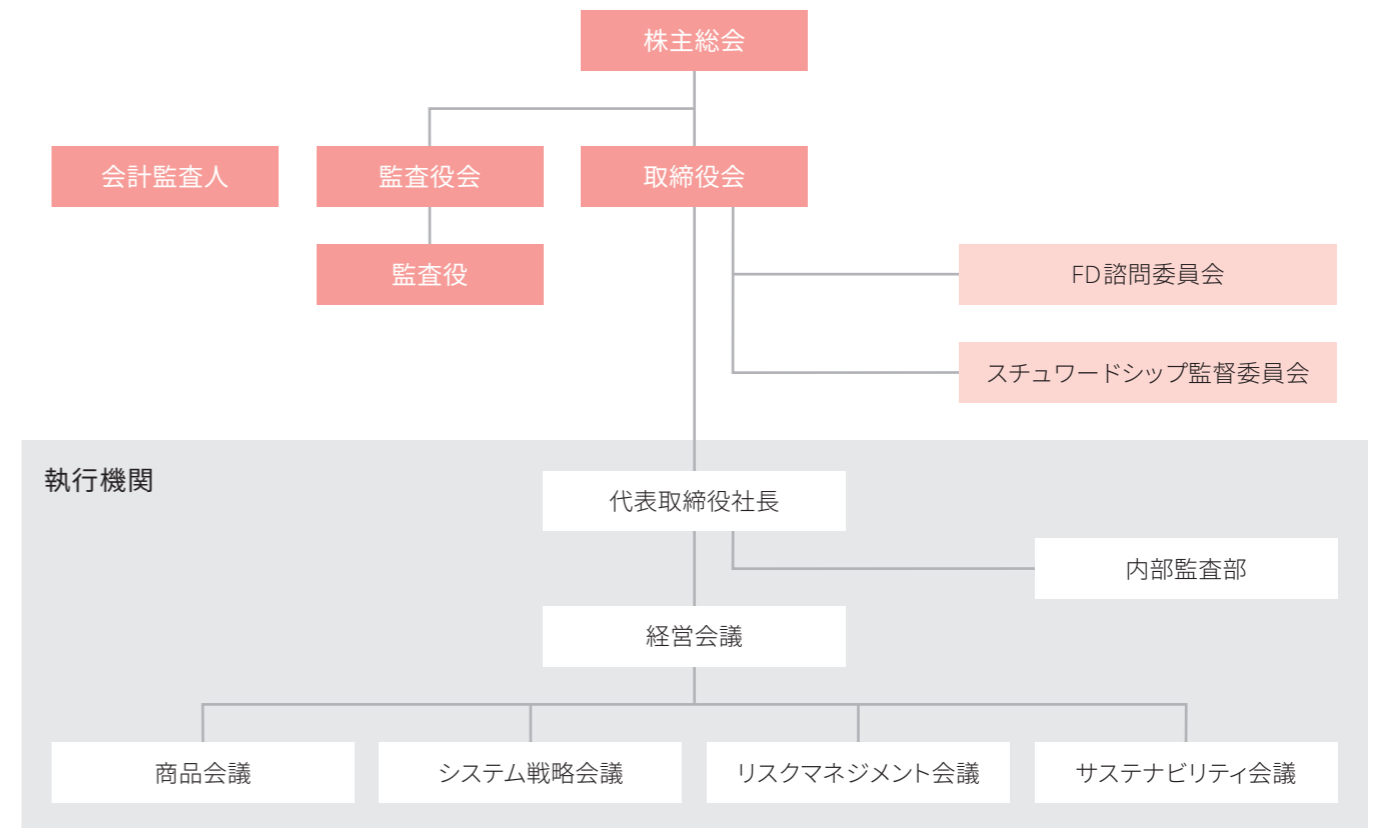 株主総会
会計監査人
監査役会
取締役会
監査役
FD諮問委員会
スチュワードシップ監督委員会
執行機関
代表取締役社長
内部監査部
経営会議
商品会議
システム戦略会議
リスクマネジメント会議
サステナビリティ会議